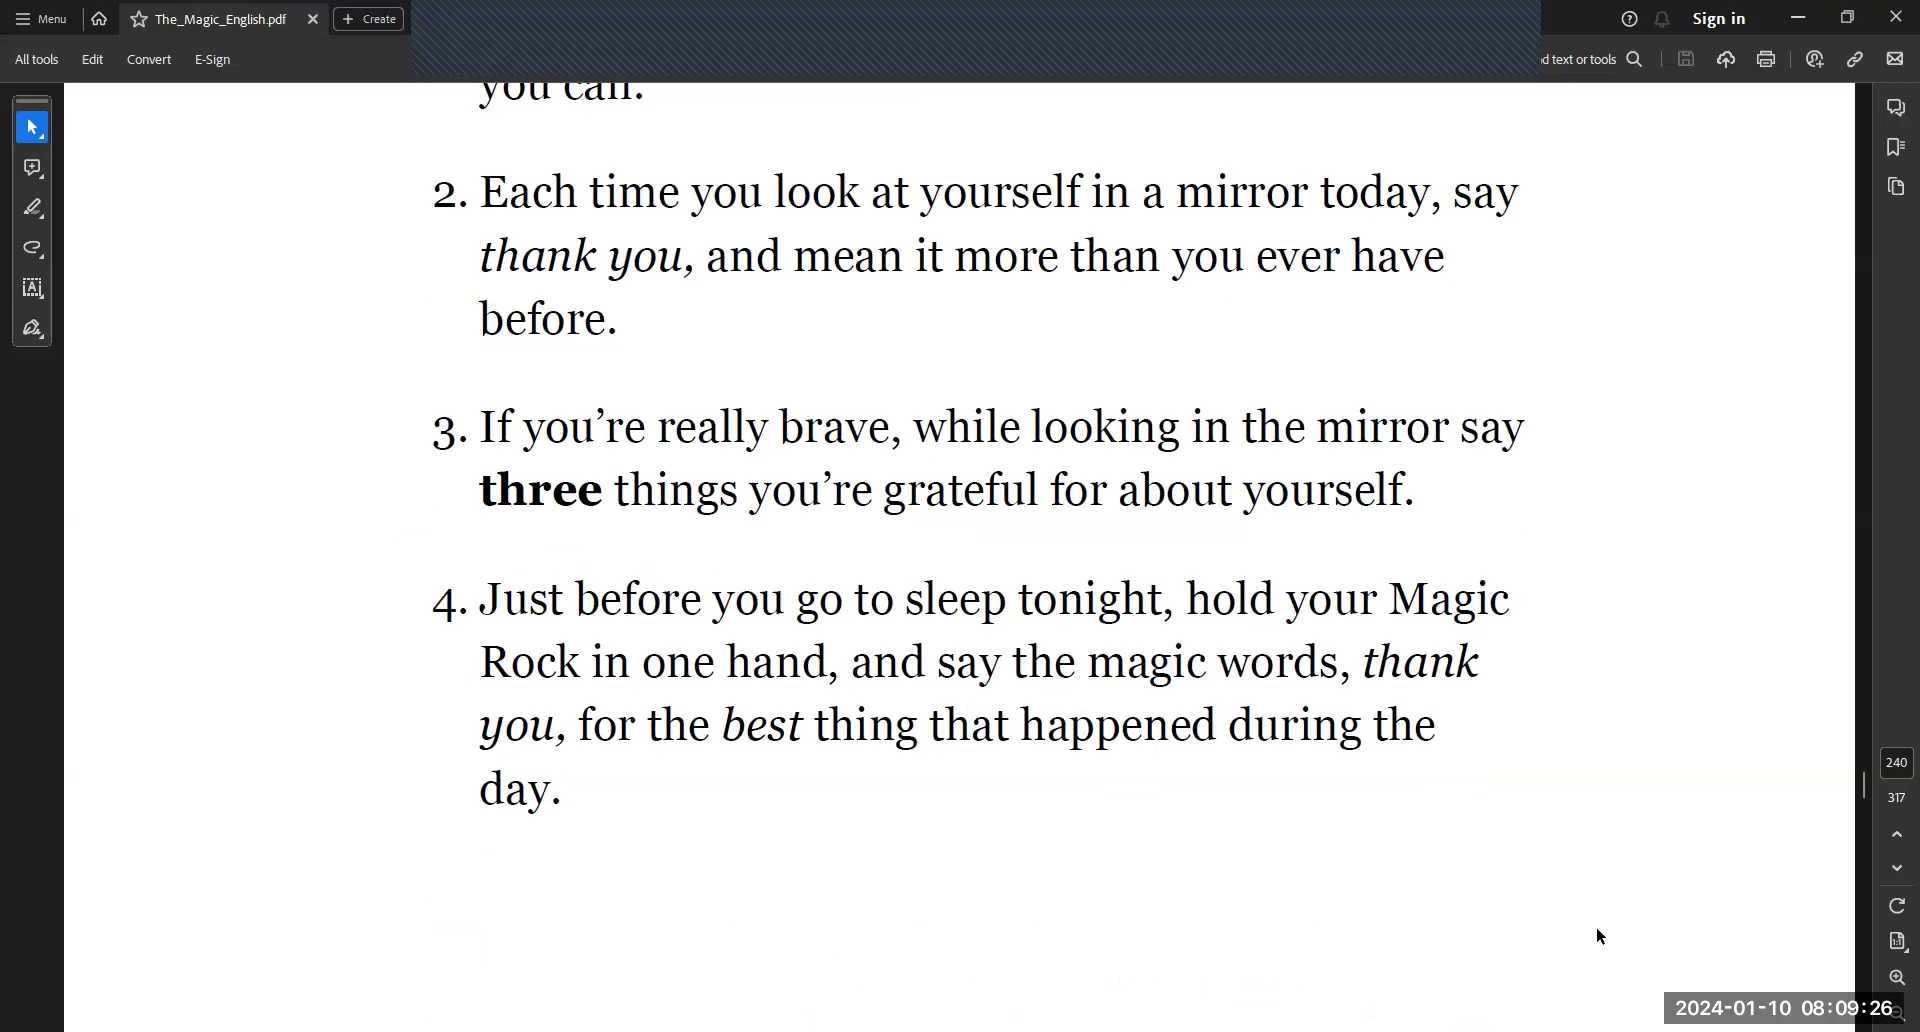 Menu
The_Magic_English.pdf
Create
Sign in
All tools
Edit
Convert
E-Sign
d text or tools
you can.
2. Each time you look at yourself in a mirror today, say
thank you, and mean it more than you ever have
before.
3. If you’re really brave, while looking in the mirror say
three things you’re grateful for about yourself.
4. Just before you go to sleep tonight, hold your Magic
Rock in one hand, and say the magic words, thank
you, for the best thing that happened during the
day.
240
317
2024-01-10 08:09:26